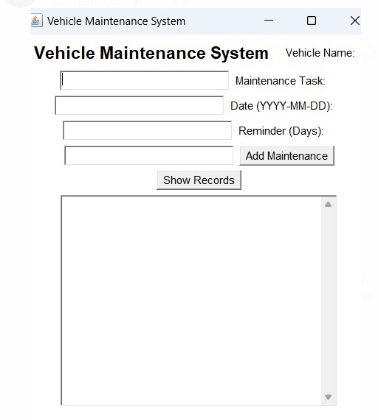 Vehicle Maintenance System
Vehicle Maintenance System Vehicle Name:
Maintenance Task:
Date (YYYY-MM-DD):
Reminder (Days):
Add Maintenance
Show Records